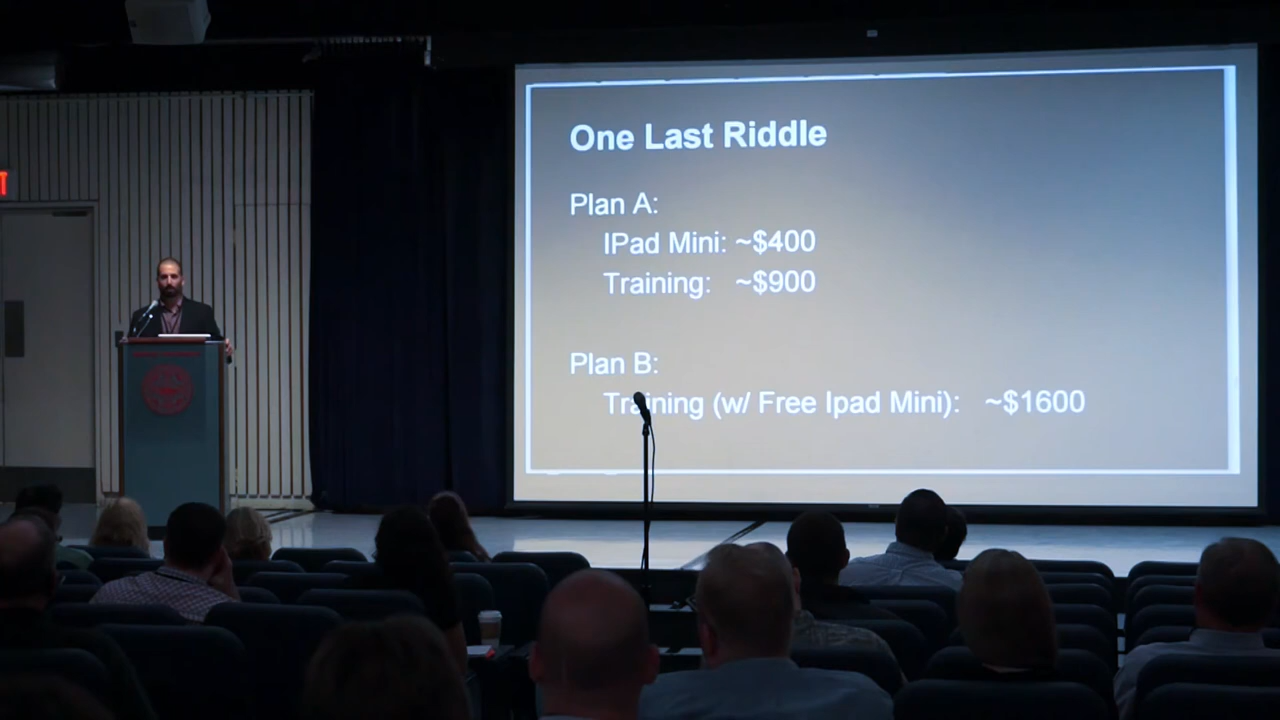 One Last Riddle
Plan A:
IPad Mini: ~$400
Training: ~$900
Plan B:
Training (w/ Free Ipad Mini): ~$1600